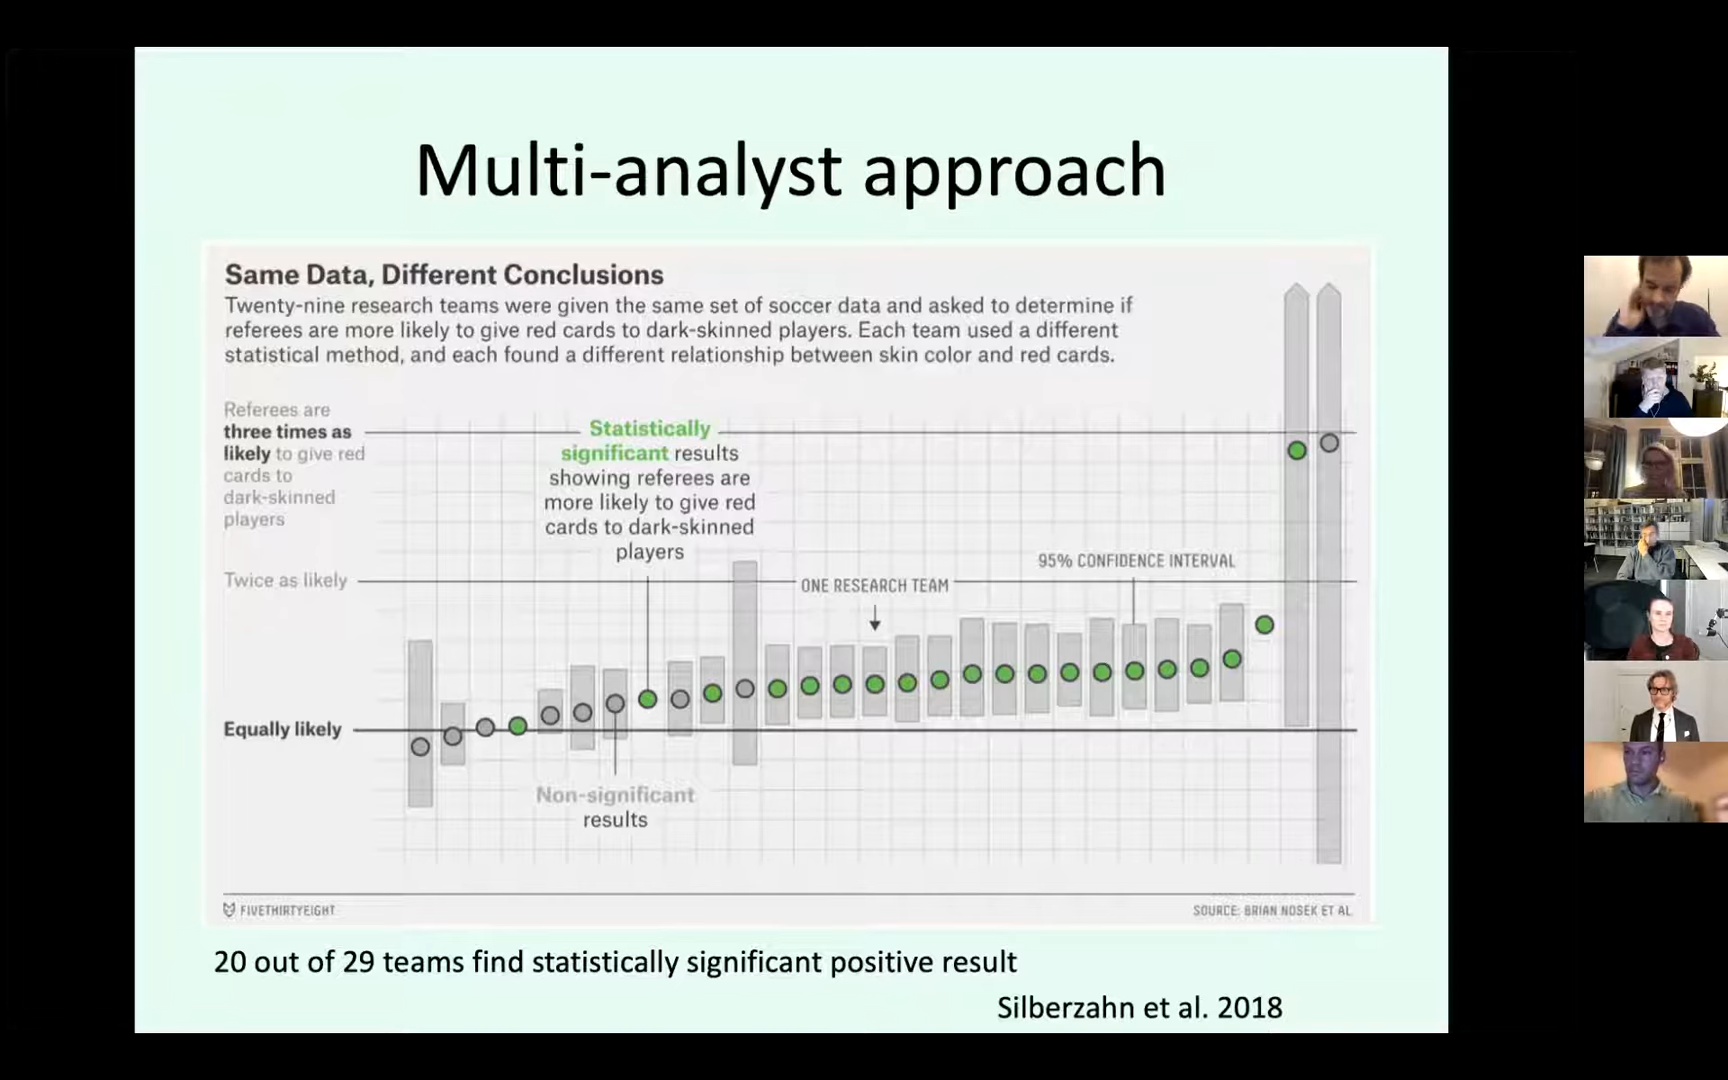 Multi-analyst approach
Same Data, Different Conclusions
Twenty-nine research teams were given the same set of soccer data and asked to determine if
referees are more likely to give red cards to dark-skinned players. Each team used a different
statistical method, and each found a different relationship between skin color and red cards.
Referees are
three times as
likely to give red
cards to
dark-skinned
players
Statistically
significant results
showing referees are
more likely to give red
cards to dark-skinned
players
Twice as likely
ONE RESEARCH TEAM
95% CONFIDENCE INTERVAL
Equally likely
Non-significant
results
FIVETHIRTYEIGHT
SOURCE: BRIAN NOSEK ET AL
20 out of 29 teams find statistically significant positive result
Silberzahn et al. 2018